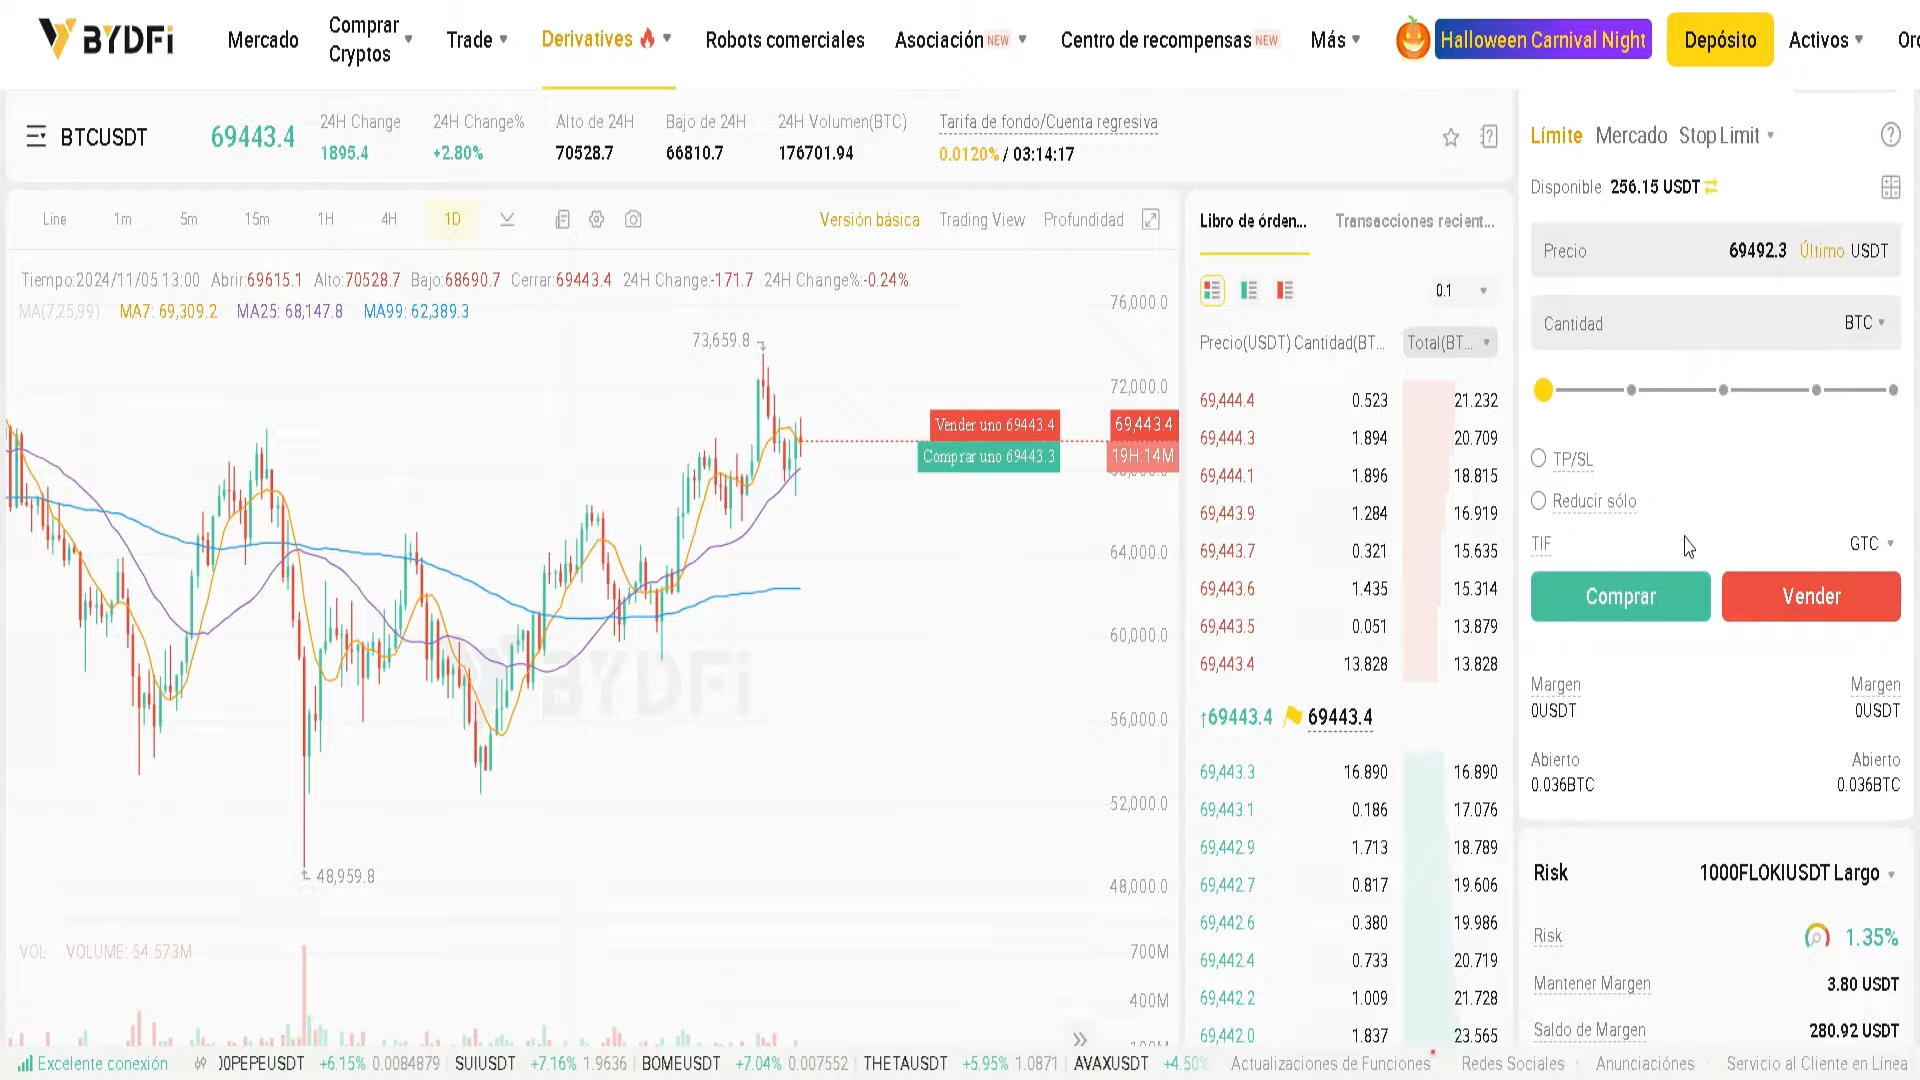 BYDFi
Mercado
Comprar Cryptos
Trade
Derivatives
Robots comerciales
Asociación NEW
Centro de recompensas NEW
Más
Halloween Carnival Night
Depósito
Activos
BTCUSDT
69443.4
24H Change
1895.4
24H Change%
+2.80%
Alto de 24H
70528.7
Bajo de 24H
66810.7
24H Volumen(BTC)
176701.94
Tarifa de fondo/Cuenta regresiva
0.0120% / 03:14:17
Line 1m 5m 15m 1H 4H 1D
Versión básica Trading View Profundidad
Tiempo:2024/11/05 13:00 Abrir:69615.1 Alto:70528.7 Bajo:68690.7 Cerrar:69443.4 24H Change:-171.7 24H Change%:-0.24%
MA(7,25,99) MA7: 69,309.2 MA25: 68,147.8 MA99: 62,389.3
76,000.0
73,659.8
72,000.0
Vender uno 69443.4 69,443.4
Comprar uno 69443.3 19H:14M
64,000.0
60,000.0
BYDFi
56,000.0
52,000.0
48,959.8
48,000.0
VOL VOLUME: 54.573M
700M
400M
Libro de órden... Transacciones recient...
0.1
Precio(USDT) Cantidad(BT... Total(BT...
69,444.4 0.523 21.232
69,444.3 1.894 20.709
69,444.1 1.896 18.815
69,443.9 1.284 16.919
69,443.7 0.321 15.635
69,443.6 1.435 15.314
69,443.5 0.051 13.879
69,443.4 13.828 13.828
↑69443.4 69443.4
69,443.3 16.890 16.890
69,443.1 0.186 17.076
69,442.9 1.713 18.789
69,442.7 0.817 19.606
69,442.6 0.380 19.986
69,442.4 0.733 20.719
69,442.2 1.009 21.728
69,442.0 1.837 23.565
Límite Mercado Stop Limit
Disponible 256.15 USDT
Precio 69492.3 Último USDT
Cantidad BTC
TP/SL
Reducir sólo
TIF GTC
Comprar Vender
Margen Margen
0USDT 0USDT
Abierto Abierto
0.036BTC 0.036BTC
Risk 1000FLOKIUSDT Largo
Risk 1.35%
Mantener Margen 3.80 USDT
Saldo de Margen 280.92 USDT
Excelente conexión
PEPEUSDT +6.15% 0.0084879 SUIUSDT +7.16% 1.9636 BOMEUSDT +7.04% 0.007552 THETAUSDT +5.95% 1.0871 AVAXUSDT +4.50%
Actualizaciones de Funciones Redes Sociales Anunciaciónes Servicio al Cliente en Línea